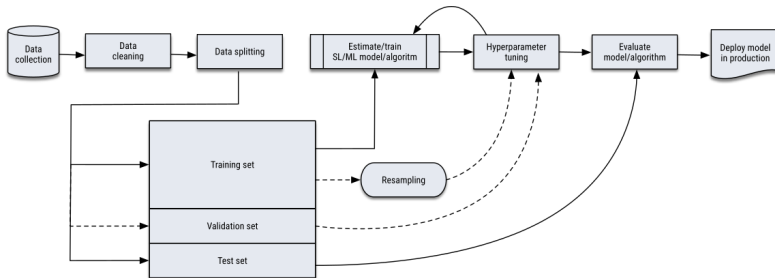 Data
collection
Data
cleaning
Data splitting
Estimate/train
SL/ML model/algoritm
Hyperparameter
tuning
Evaluate
model/algorithm
Deploy model
in production
Training set
Resampling
Validation set
Test set